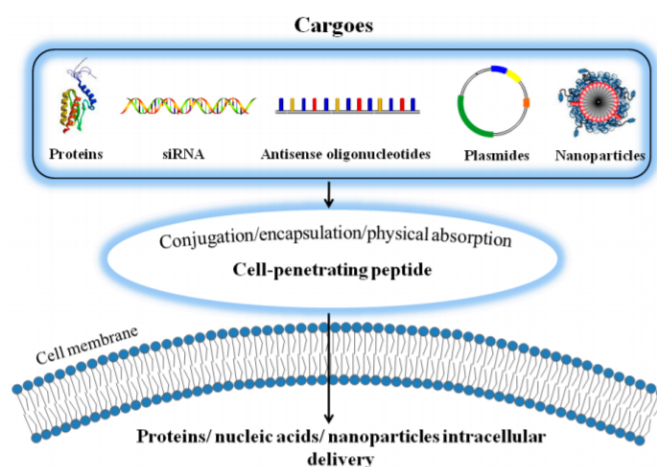 Cargoes
Proteins
siRNA
Antisense oligonucleotides
Plasmides
Nanoparticles
Conjugation/encapsulation/physical absorption
Cell-penetrating peptide
Cell membrane
Proteins/ nucleic acids/ nanoparticles intracellular
delivery